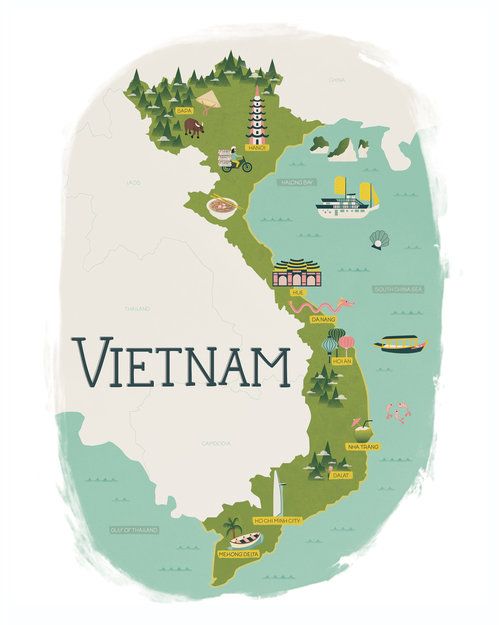 CHINA
SAPA
HANOI
LAOS
HALONG BAY
HUE
SOUTH CHINA SEA
DA NANG
THAILAND
HOI AN
VIETNAM
CAMBODIA
NHA TRANG
DALAT
HO CHI MINH CITY
GULF OF THAILAND
MEKONG DELTA